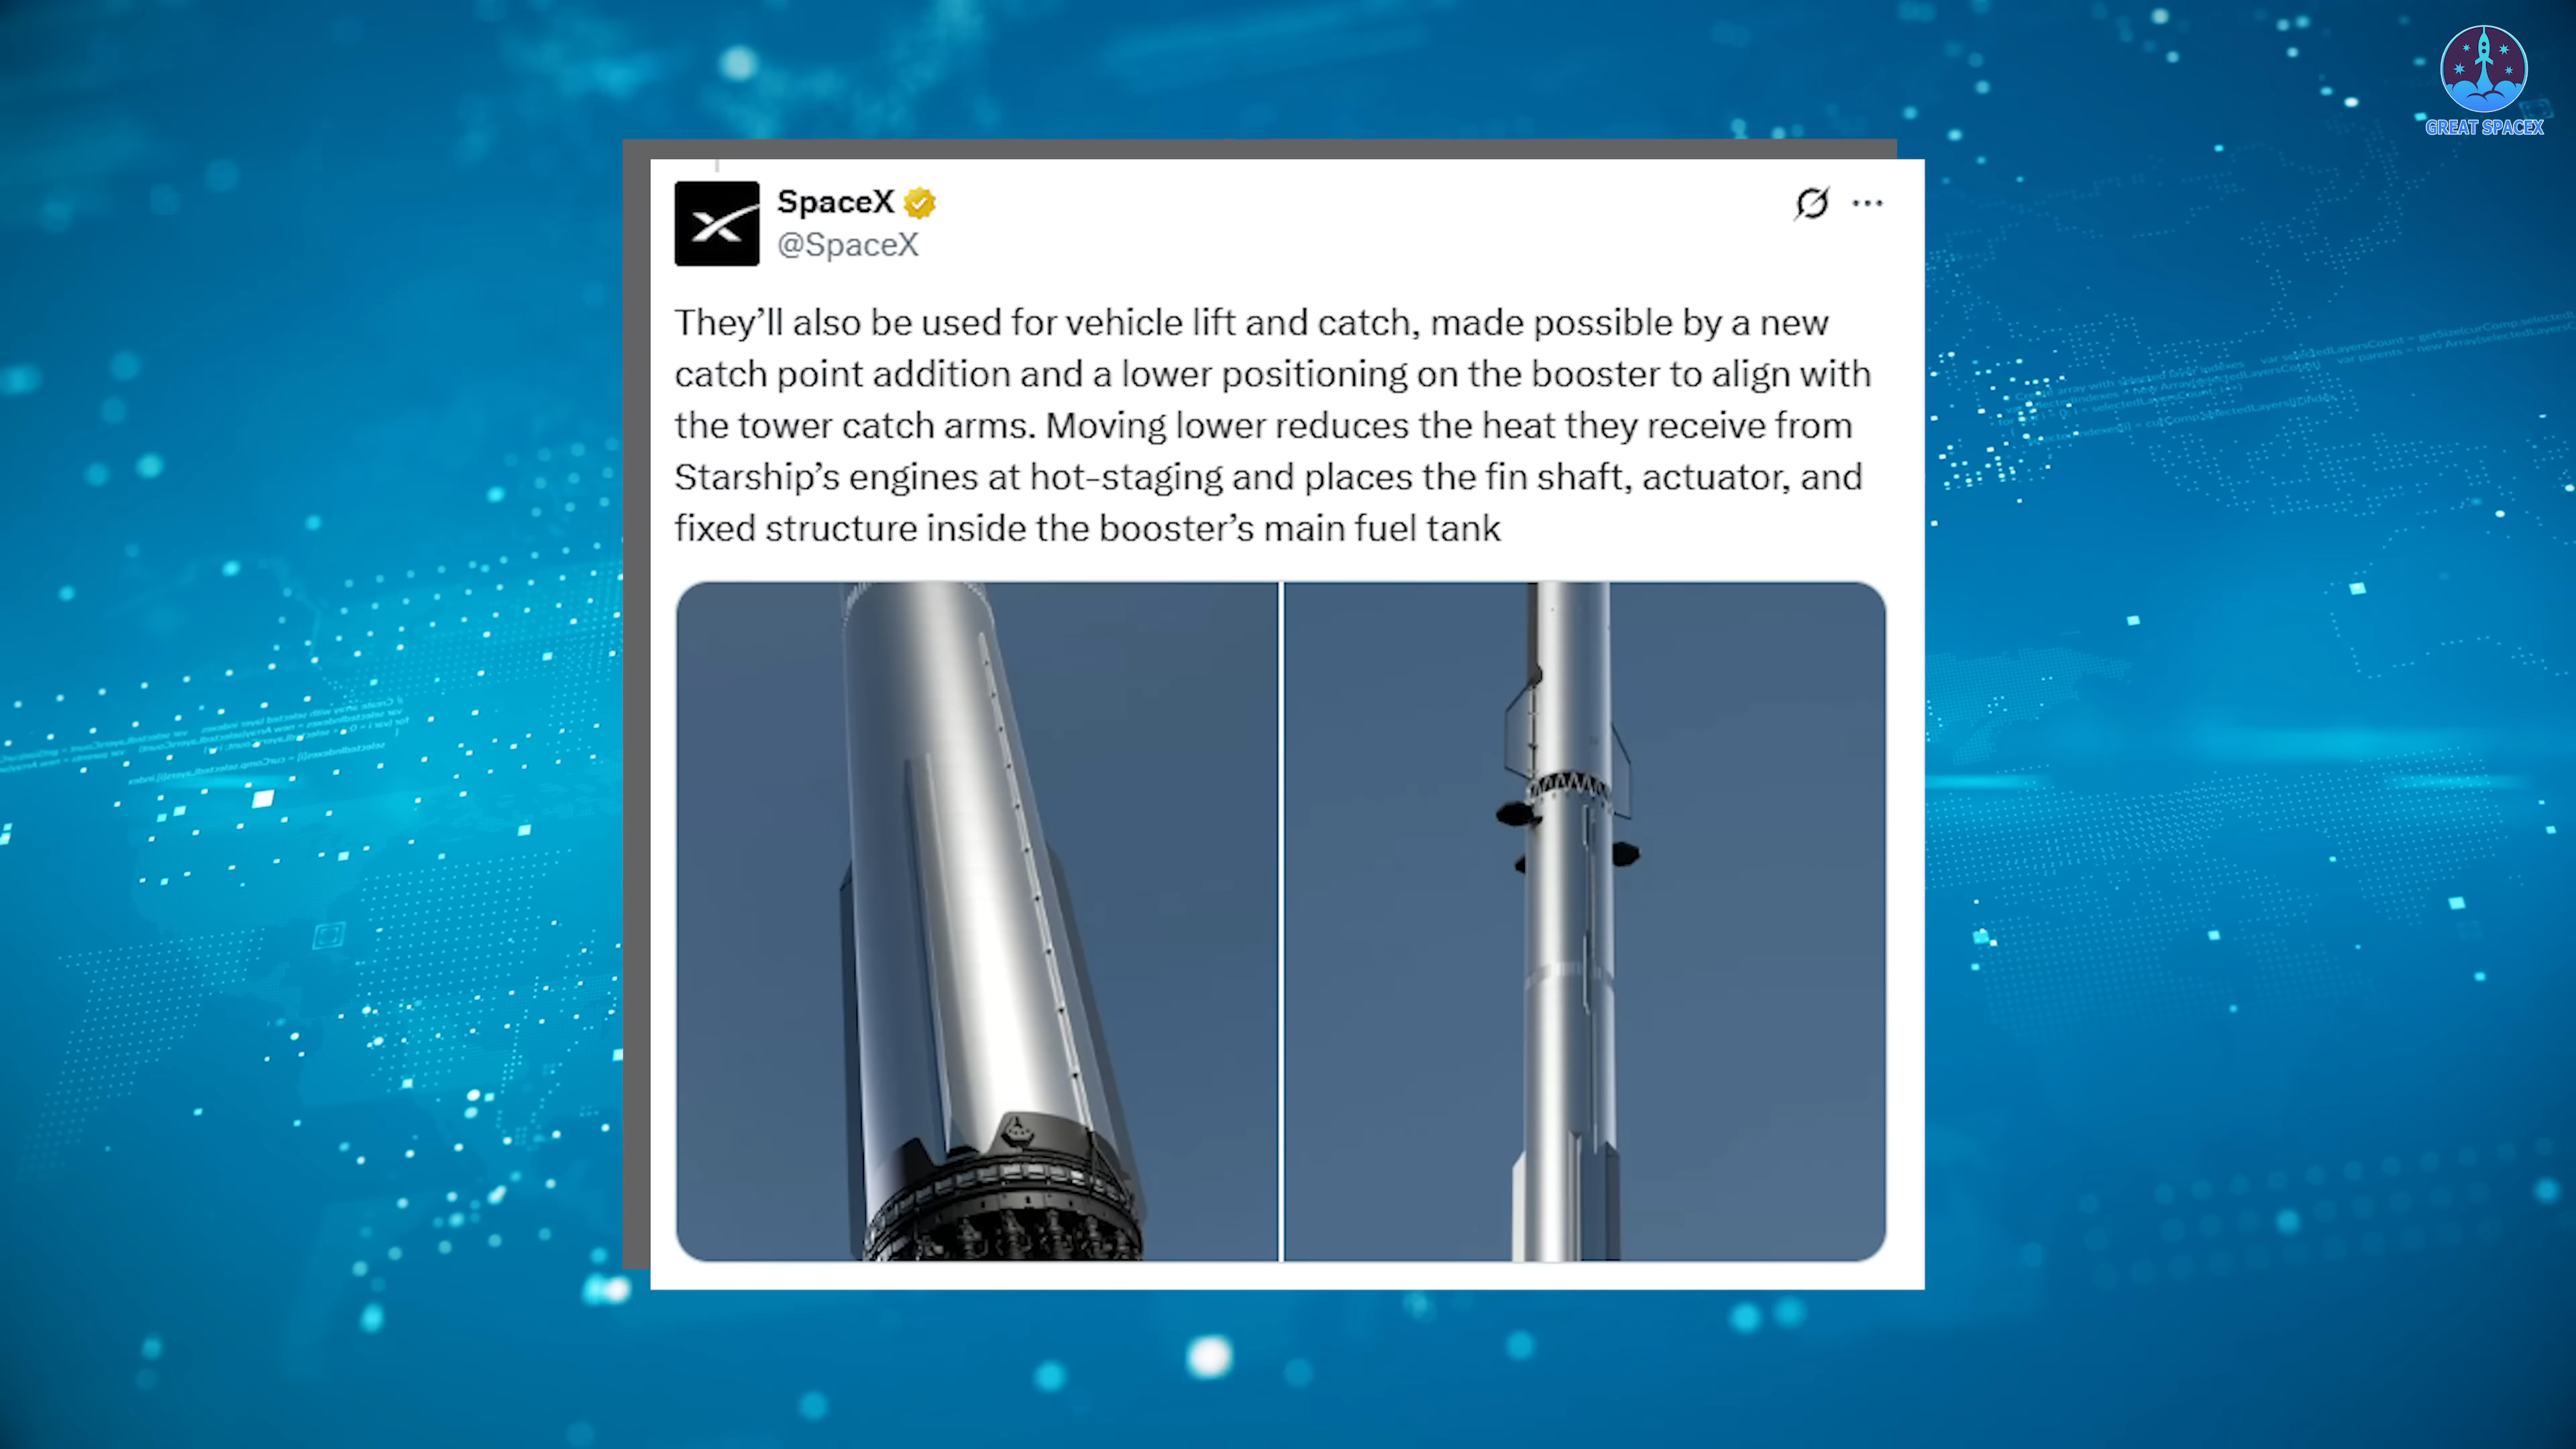 GREAT SPACEX
SpaceX
@SpaceX
They’ll also be used for vehicle lift and catch, made possible by a new
catch point addition and a lower positioning on the booster to align with
the tower catch arms. Moving lower reduces the heat they receive from
Starship’s engines at hot-staging and places the fin shaft, actuator, and
fixed structure inside the booster’s main fuel tank